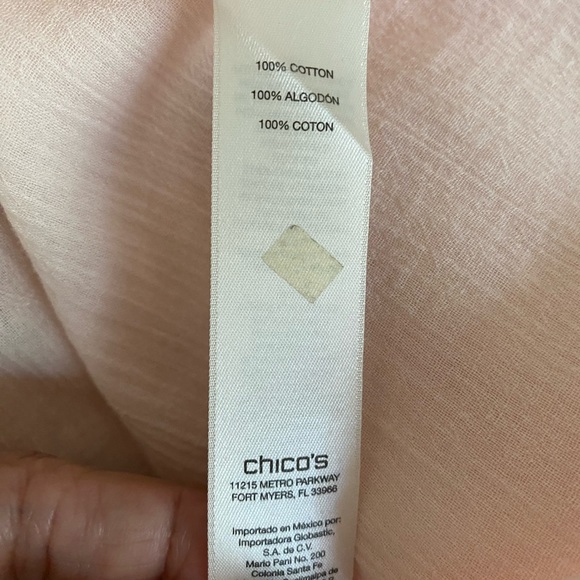 100% COTTON
100% ALGODÓN
100% COTON
chico's
11215 METRO PARKWAY
FORT MYERS, FL 33966
Importado en México por:
Importadora Globastic,
S.A. de C.V.
Mario Pani No. 200
Colonia Santa Fe